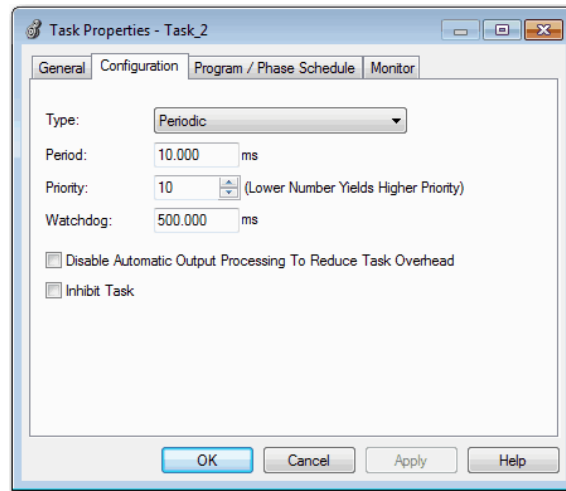 Task Properties - Task_2
General Configuration Program / Phase Schedule Monitor
Type: Periodic
Period: 10.000 ms
Priority: 10 (Lower Number Yields Higher Priority)
Watchdog: 500.000 ms
Disable Automatic Output Processing To Reduce Task Overhead
Inhibit Task
OK Cancel Apply Help